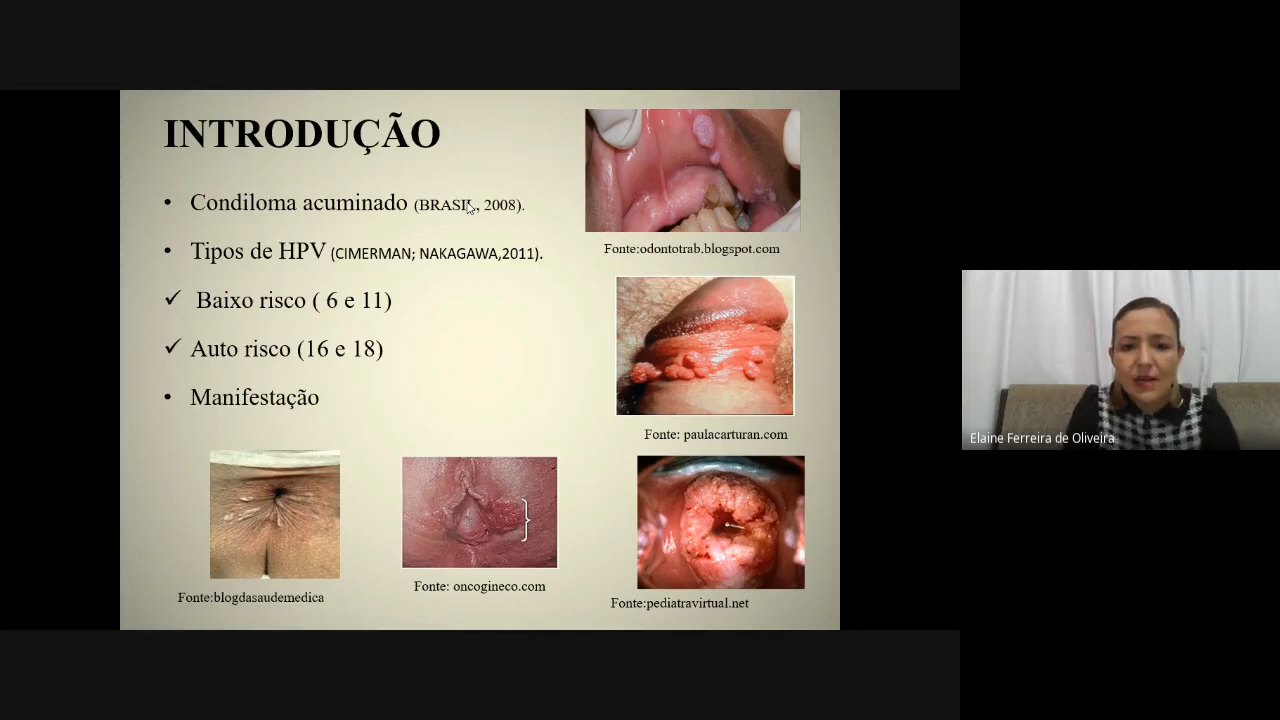 INTRODUÇÃO
• Condiloma acuminado (BRASIL, 2008).
• Tipos de HPV (CIMERMAN; NAKAGAWA,2011).
✓ Baixo risco ( 6 e 11)
✓ Auto risco (16 e 18)
• Manifestação
Fonte:odontotrab.blogspot.com
Fonte: paulacarturan.com
Fonte:blogdasaudemedica
Fonte: oncogineco.com
Fonte:pediatravirtual.net
Elaine Ferreira de Oliveira